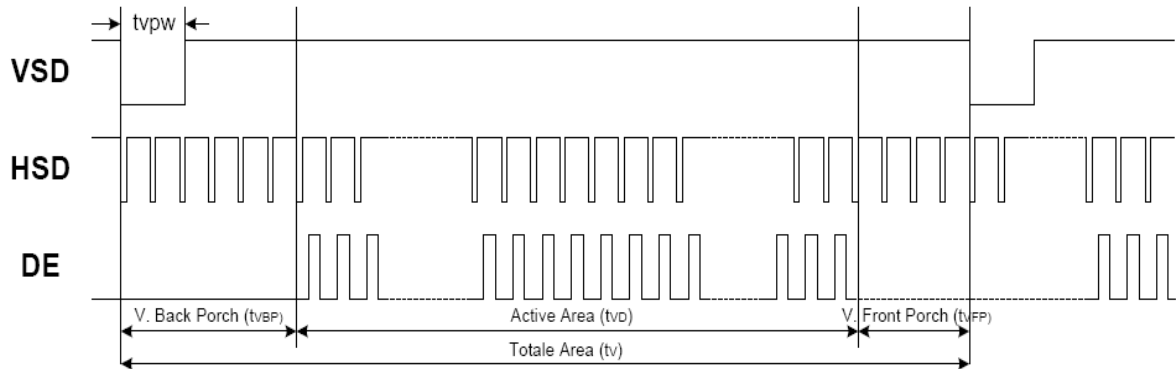 tvpw
VSD
HSD
DE
V. Back Porch (tVBP)
Active Area (tVD)
V. Front Porch (tVFP)
Totale Area (tV)